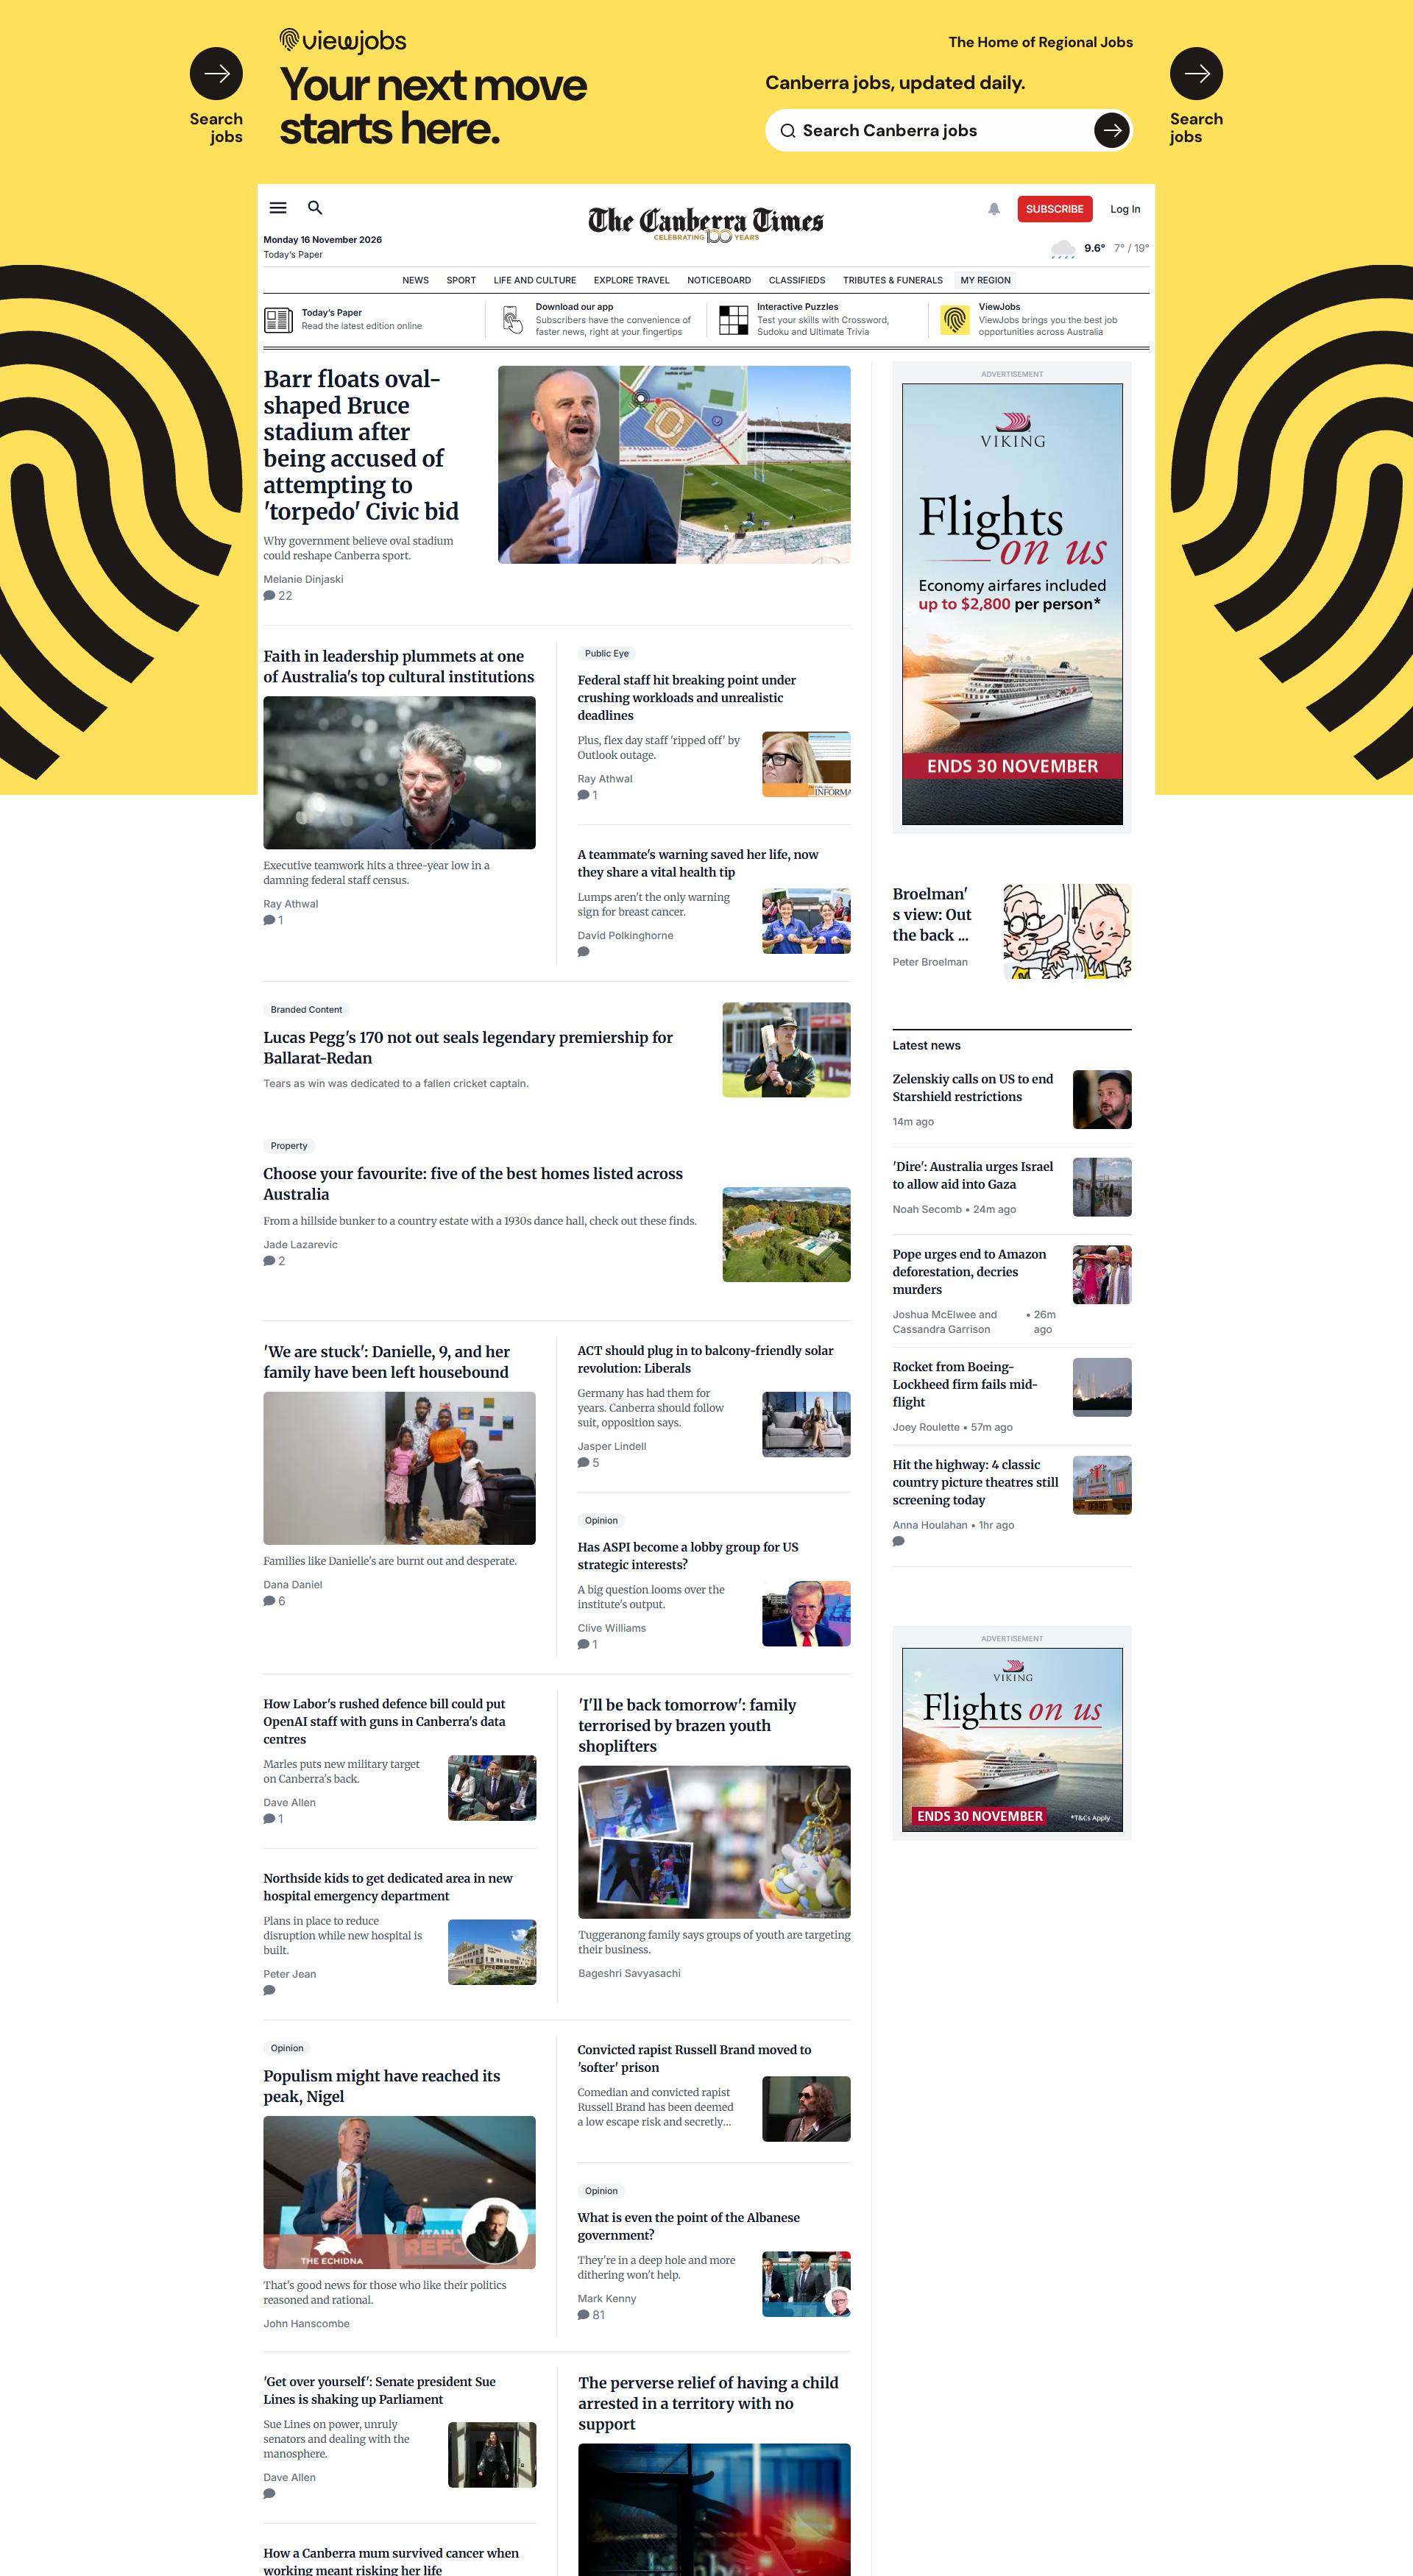 viewjobs
Your next move
starts here.
The Home of Regional Jobs
Canberra jobs, updated daily.
Search Canberra jobs
Search
jobs
Search
jobs
The Canberra Times
CELEBRATING 100 YEARS
SUBSCRIBE
Log In
Monday 16 November 2026
Today's Paper
9.6° 7° / 19°
NEWS SPORT LIFE AND CULTURE EXPLORE TRAVEL NOTICEBOARD CLASSIFIEDS TRIBUTES & FUNERALS MY REGION
Today's Paper
Read the latest edition online
Download our app
Subscribers have the convenience of
faster news, right at your fingertips
Interactive Puzzles
Test your skills with Crossword,
Sudoku and Ultimate Trivia
ViewJobs
ViewJobs brings you the best job
opportunities across Australia
Barr floats oval-
shaped Bruce
stadium after
being accused of
attempting to
'torpedo' Civic bid
Why government believe oval stadium
could reshape Canberra sport.
Melanie Dinjaski
22
Faith in leadership plummets at one
of Australia's top cultural institutions
Executive teamwork hits a three-year low in a
damning federal staff census.
Ray Athwal
1
Public Eye
Federal staff hit breaking point under
crushing workloads and unrealistic
deadlines
Plus, flex day staff 'ripped off' by
Outlook outage.
Ray Athwal
1
INFORMA
A teammate's warning saved her life, now
they share a vital health tip
Lumps aren't the only warning
sign for breast cancer.
David Polkinghorne
Branded Content
Lucas Pegg's 170 not out seals legendary premiership for
Ballarat-Redan
Tears as win was dedicated to a fallen cricket captain.
Property
Choose your favourite: five of the best homes listed across
Australia
From a hillside bunker to a country estate with a 1930s dance hall, check out these finds.
Jade Lazarevic
2
'We are stuck': Danielle, 9, and her
family have been left housebound
Families like Danielle's are burnt out and desperate.
Dana Daniel
6
ACT should plug in to balcony-friendly solar
revolution: Liberals
Germany has had them for
years. Canberra should follow
suit, opposition says.
Jasper Lindell
5
Opinion
Has ASPI become a lobby group for US
strategic interests?
A big question looms over the
institute's output.
Clive Williams
1
How Labor's rushed defence bill could put
OpenAI staff with guns in Canberra's data
centres
Marles puts new military target
on Canberra's back.
Dave Allen
1
Northside kids to get dedicated area in new
hospital emergency department
Plans in place to reduce
disruption while new hospital is
built.
Peter Jean
'I'll be back tomorrow': family
terrorised by brazen youth
shoplifters
Tuggeranong family says groups of youth are targeting
their business.
Bageshri Savyasachi
Opinion
Populism might have reached its
peak, Nigel
THE ECHIDNA
That's good news for those who like their politics
reasoned and rational.
John Hanscombe
Convicted rapist Russell Brand moved to
'softer' prison
Comedian and convicted rapist
Russell Brand has been deemed
a low escape risk and secretly...
Opinion
What is even the point of the Albanese
government?
They're in a deep hole and more
dithering won't help.
Mark Kenny
81
'Get over yourself': Senate president Sue
Lines is shaking up Parliament
Sue Lines on power, unruly
senators and dealing with the
manosphere.
Dave Allen
How a Canberra mum survived cancer when
working meant risking her life
The perverse relief of having a child
arrested in a territory with no
support
ADVERTISEMENT
VIKING
Flights
on us
Economy airfares included
up to $2,800 per person*
ENDS 30 NOVEMBER
Broelman'
s view: Out
the back ...
Peter Broelman
Latest news
Zelenskiy calls on US to end
Starshield restrictions
14m ago
'Dire': Australia urges Israel
to allow aid into Gaza
Noah Secomb • 24m ago
Pope urges end to Amazon
deforestation, decries
murders
Joshua McElwee and • 26m
Cassandra Garrison ago
Rocket from Boeing-
Lockheed firm fails mid-
flight
Joey Roulette • 57m ago
Hit the highway: 4 classic
country picture theatres still
screening today
Anna Houlahan • 1hr ago
ADVERTISEMENT
VIKING
Flights on us
ENDS 30 NOVEMBER
*T&Cs Apply